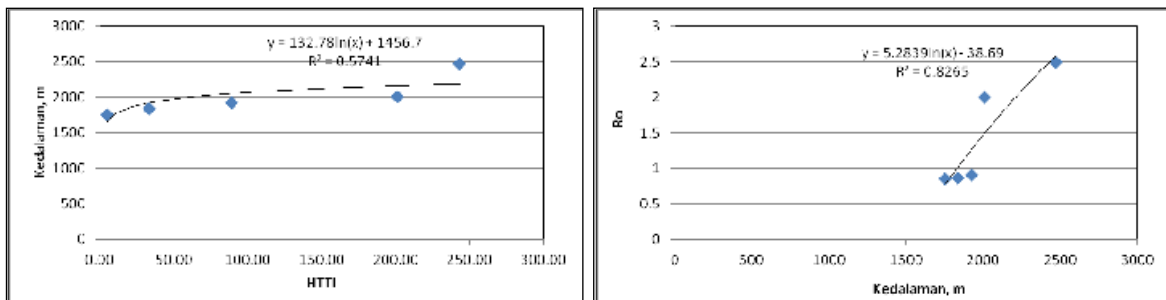 3000
2500
2000
1500
1000
500
0
Kedalaman, m
y = 132.78ln(x) + 1456.7
R² = 0.5741
0.00 50.00 100.00 150.00 200.00 250.00 300.00
HTTI
3
2.5
2
1.5
1
0.5
0
Ro
y = 5.2839ln(x) - 38.69
R² = 0.8265
0 500 1000 1500 2000 2500 3000
Kedalaman, m